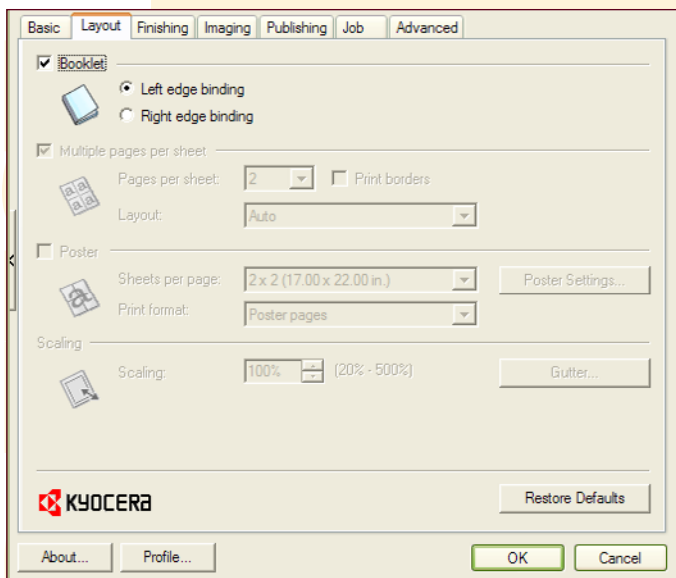 Basic Layout Finishing Imaging Publishing Job Advanced
Booklet
Left edge binding
Right edge binding
Multiple pages per sheet
Pages per sheet: 2 Print borders
Layout: Auto
Poster
Sheets per page: 2 x 2 (17.00 x 22.00 in.) Poster Settings...
Print format: Poster pages
Scaling
Scaling: 100% (20% - 500%) Gutter...
KYOCERA Restore Defaults
About... Profile... OK Cancel